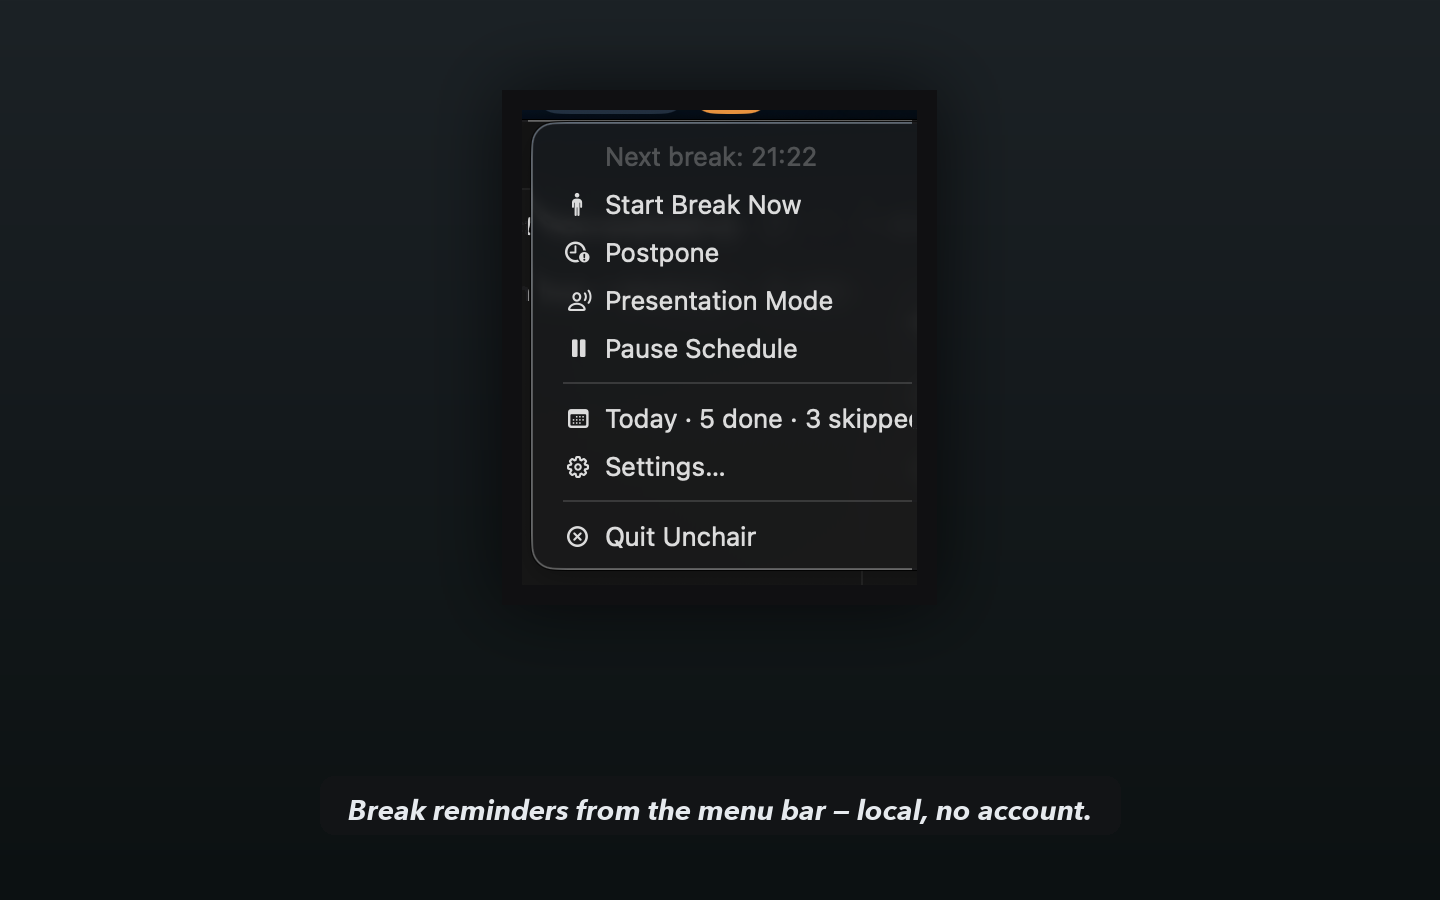 Next break: 21:22
Start Break Now
Postpone
Presentation Mode
Pause Schedule
Today · 5 done · 3 skipped
Settings...
Quit Unchair
Break reminders from the menu bar – local, no account.